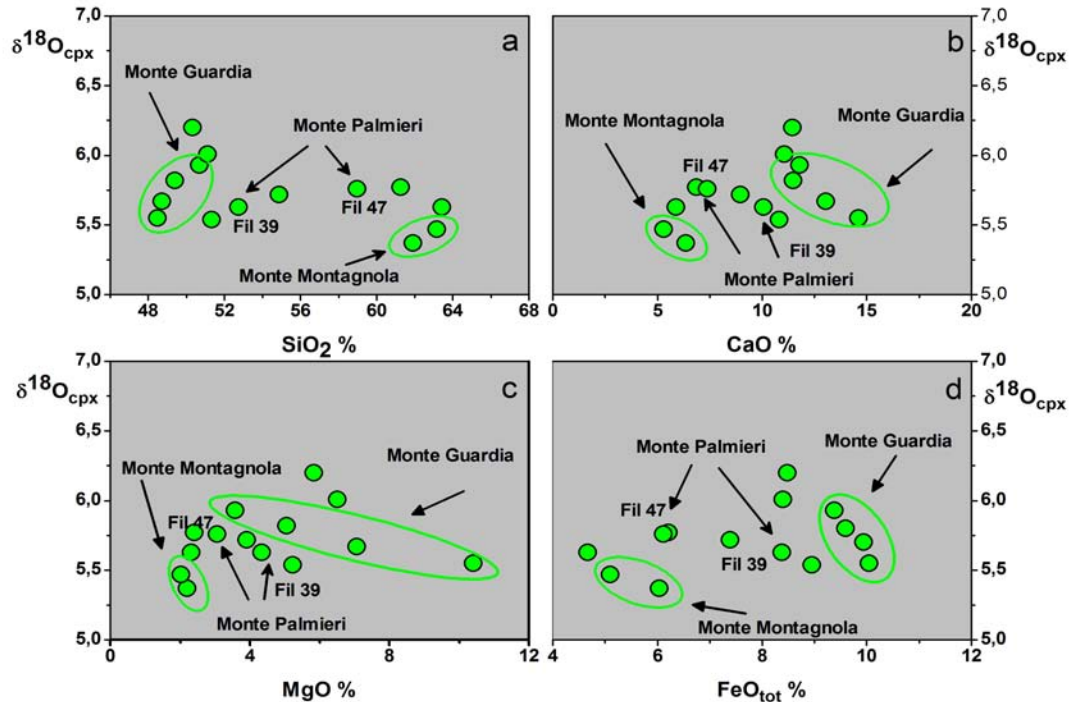 7,0
6,5
6,0
5,5
5,0
δ18Ocpx
a
Monte Guardia
Monte Palmieri
Fil 39
Fil 47
Monte Montagnola
48 52 56 60 64 68
SiO2 %
7,0
6,5
6,0
5,5
5,0
δ18Ocpx
b
Monte Montagnola
Monte Guardia
Fil 47
Fil 39
Monte Palmieri
0 5 10 15 20
CaO %
7,0
6,5
6,0
5,5
5,0
δ18Ocpx
c
Monte Montagnola
Monte Guardia
Fil 47
Fil 39
Monte Palmieri
0 4 8 12
MgO %
7,0
6,5
6,0
5,5
5,0
δ18Ocpx
d
Monte Palmieri
Monte Guardia
Fil 47
Fil 39
Monte Montagnola
4 6 8 10 12
FeOtot %